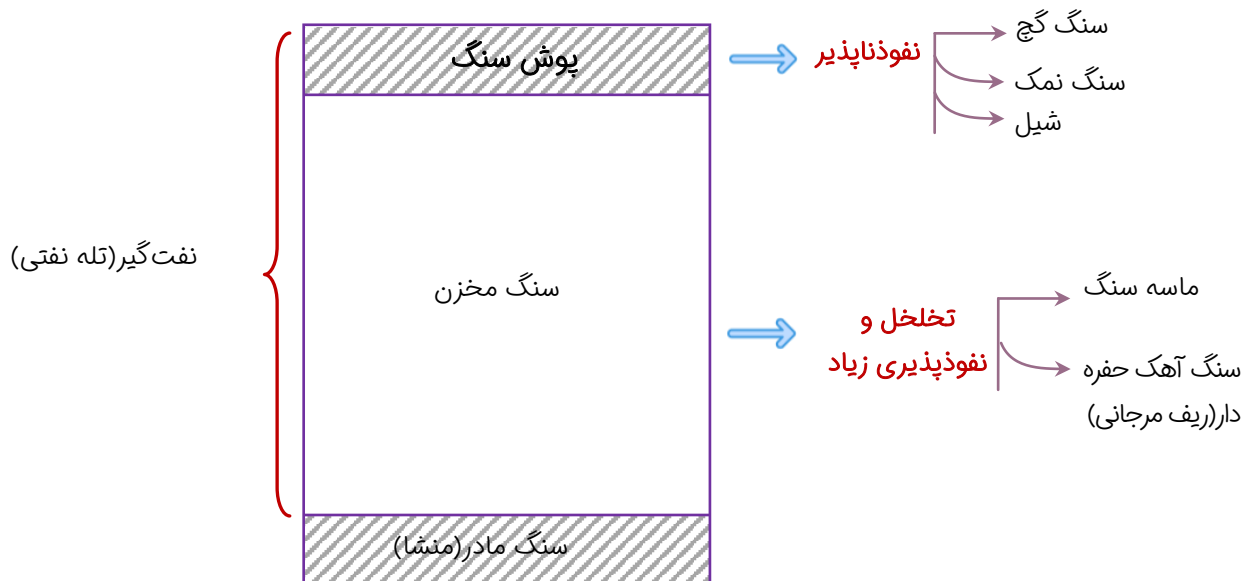 سنگ گچ
پوش سنگ
نفوذناپذیر
سنگ نمک
شیل
نفت‌گیر(تله نفتی)
سنگ مخزن
تخلخل و
نفوذپذیری زیاد
ماسه سنگ
سنگ آهک حفره
دار(ریف مرجانی)
سنگ مادر(منشا)